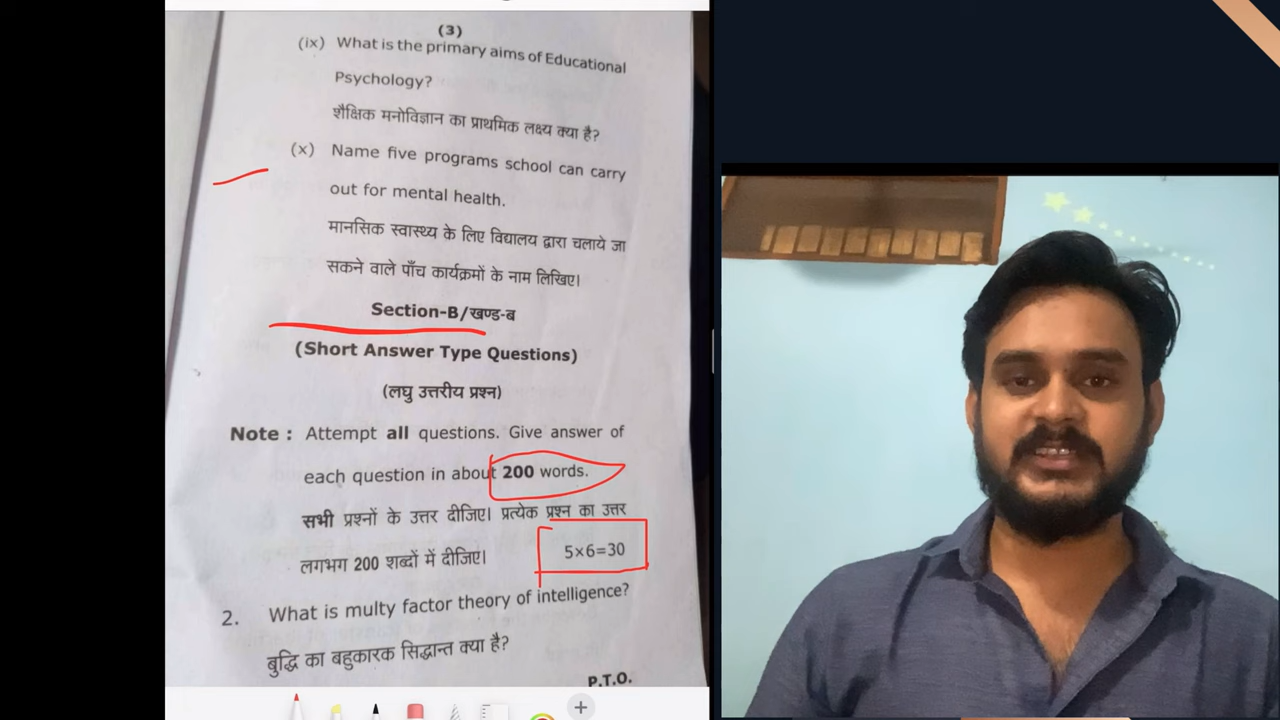 (3)
(ix) What is the primary aims of Educational
Psychology?
शैक्षिक मनोविज्ञान का प्राथमिक लक्ष्य क्या है?
(x) Name five programs school can carry
out for mental health.
मानसिक स्वास्थ्य के लिए विद्यालय द्वारा चलाये जा
सकने वाले पाँच कार्यक्रमों के नाम लिखिए।
Section-B/खण्ड-ब
(Short Answer Type Questions)
(लघु उत्तरीय प्रश्न)
Note : Attempt all questions. Give answer of
each question in about 200 words.
सभी प्रश्नों के उत्तर दीजिए। प्रत्येक प्रश्न का उत्तर
लगभग 200 शब्दों में दीजिए। 5×6=30
2. What is multy factor theory of intelligence?
बुद्धि का बहुकारक सिद्धान्त क्या है?
P.T.O.